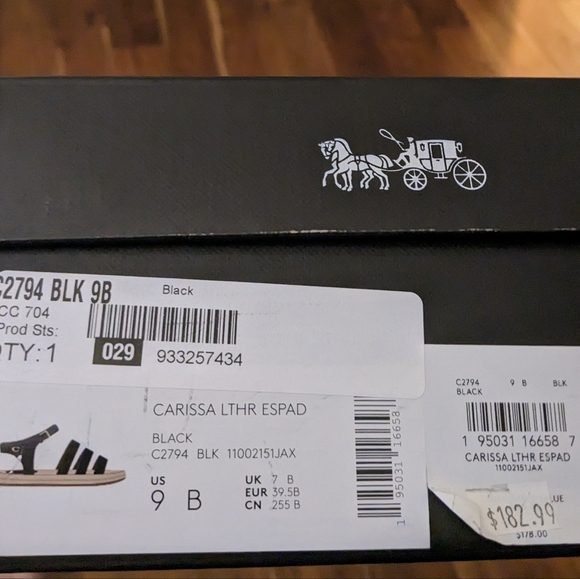 C2794 BLK 9B
Black
CC 704
Prod Sts:
QTY: 1
029
933257434
CARISSA LTHR ESPAD
BLACK
C2794 BLK 11002151JAX
US
9 B
UK 7 B
EUR 39.5B
CN 255 B
95031 16658
C2794 9 B BLK
BLACK
1 95031 16658 7
CARISSA LTHR ESPAD
11002151JAX
UE
$182.99
$178.00